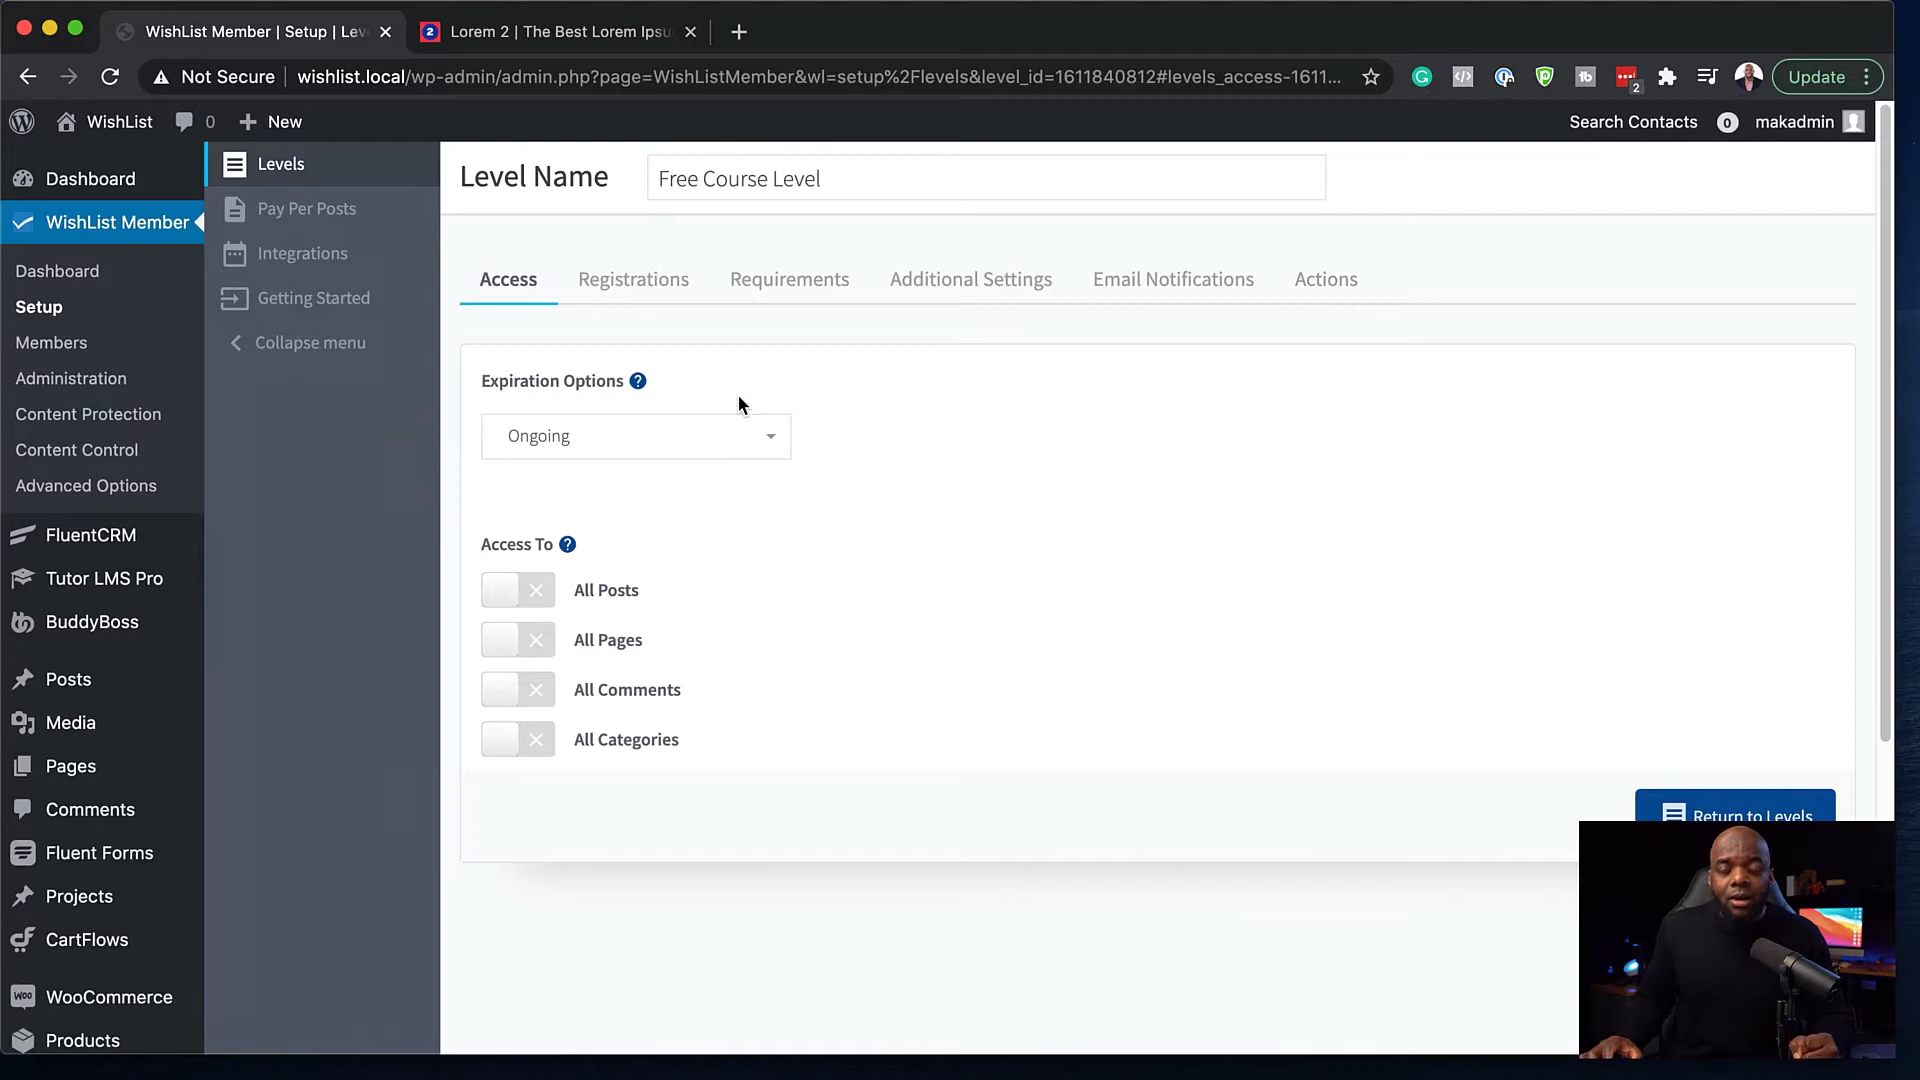 WishList Member | Setup | Lev
Lorem 2 | The Best Lorem Ipsu
Not Secure
wishlist.local/wp-admin/admin.php?page=WishListMember&wl=setup%2Flevels&level_id=1611840812#levels_access-1611...
2
Update
WishList
0
New
Search Contacts
0
makadmin
Dashboard
WishList Member
Dashboard
Setup
Members
Administration
Content Protection
Content Control
Advanced Options
FluentCRM
Tutor LMS Pro
BuddyBoss
Posts
Media
Pages
Comments
Fluent Forms
Projects
CartFlows
WooCommerce
Products
Levels
Pay Per Posts
Integrations
Getting Started
Collapse menu
Level Name
Free Course Level
Access
Registrations
Requirements
Additional Settings
Email Notifications
Actions
Expiration Options
Ongoing
Access To
All Posts
All Pages
All Comments
All Categories
Return to Levels